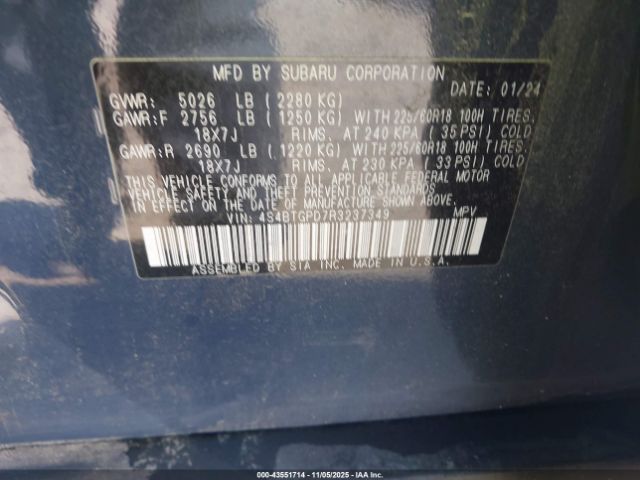 MFD BY SUBARU CORPORATION
DATE: 01/24
GVWR: 5026 LB (2280 KG)
GAWR:F 2756 LB (1250 KG) WITH 225/60R18 100H TIRES.
18X7J RIMS. AT 240 KPA (35 PSI) COLD
GAWR:R 2690 LB (1220 KG) WITH 225/60R18 100H TIRES.
18X7J RIMS. AT 230 KPA (33 PSI) COLD
THIS VEHICLE CONFORMS TO ALL APPLICABLE FEDERAL MOTOR
VEHICLE SAFETY AND THEFT PREVENTION STANDARDS
IN EFFECT ON THE DATE OF MANUFACTURE SHOWN ABOVE.
VIN: 4S4BTGPD7R3237349 MPV
ASSEMBLED BY SIA INC. MADE IN U.S.A.
000-43551714 - 11/05/2025 - IAAI.COM